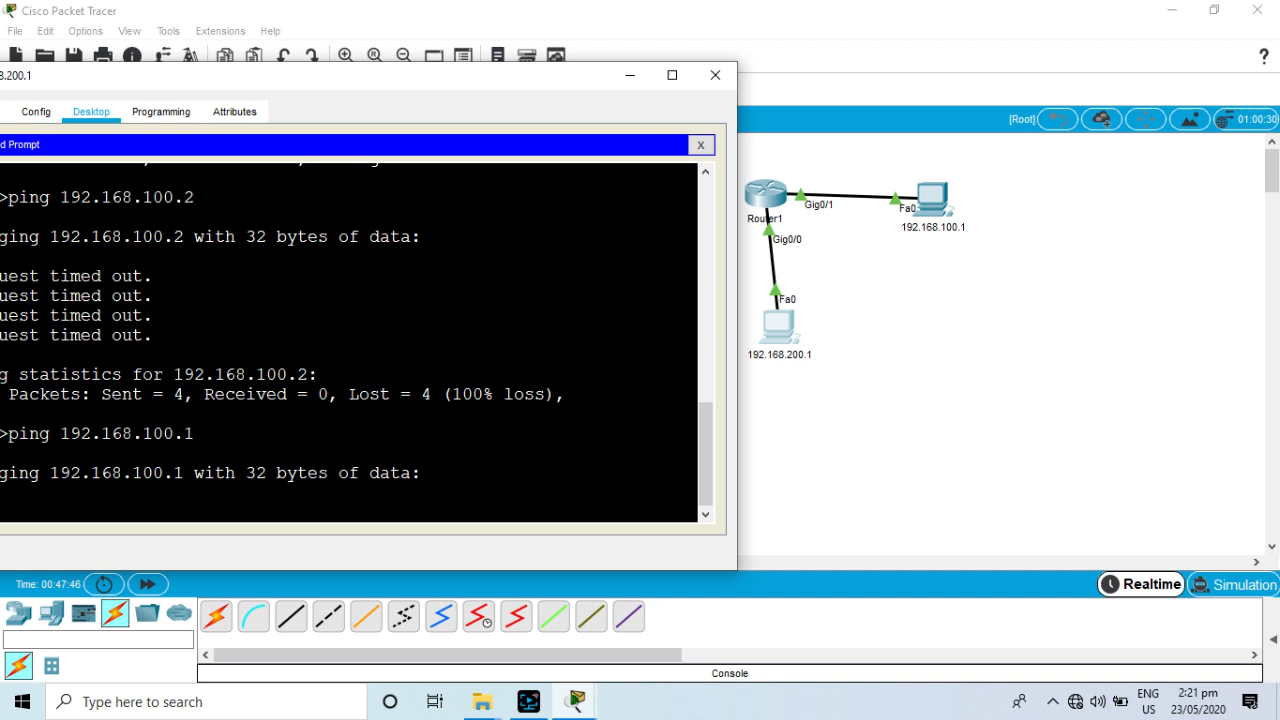 Cisco Packet Tracer
File Edit Options View Tools Extensions Help
?
8.200.1
Config Desktop Programming Attributes
d Prompt X
>ping 192.168.100.2
ging 192.168.100.2 with 32 bytes of data:
uest timed out.
uest timed out.
uest timed out.
uest timed out.
g statistics for 192.168.100.2:
Packets: Sent = 4, Received = 0, Lost = 4 (100% loss),
>ping 192.168.100.1
ging 192.168.100.1 with 32 bytes of data:
[Root] 01:00:30
Router1
Gig0/1
Fa0
192.168.100.1
Gig0/0
Fa0
192.168.200.1
Time: 00:47:46
Realtime Simulation
Console
Type here to search
ENG
US
2:21 pm
23/05/2020